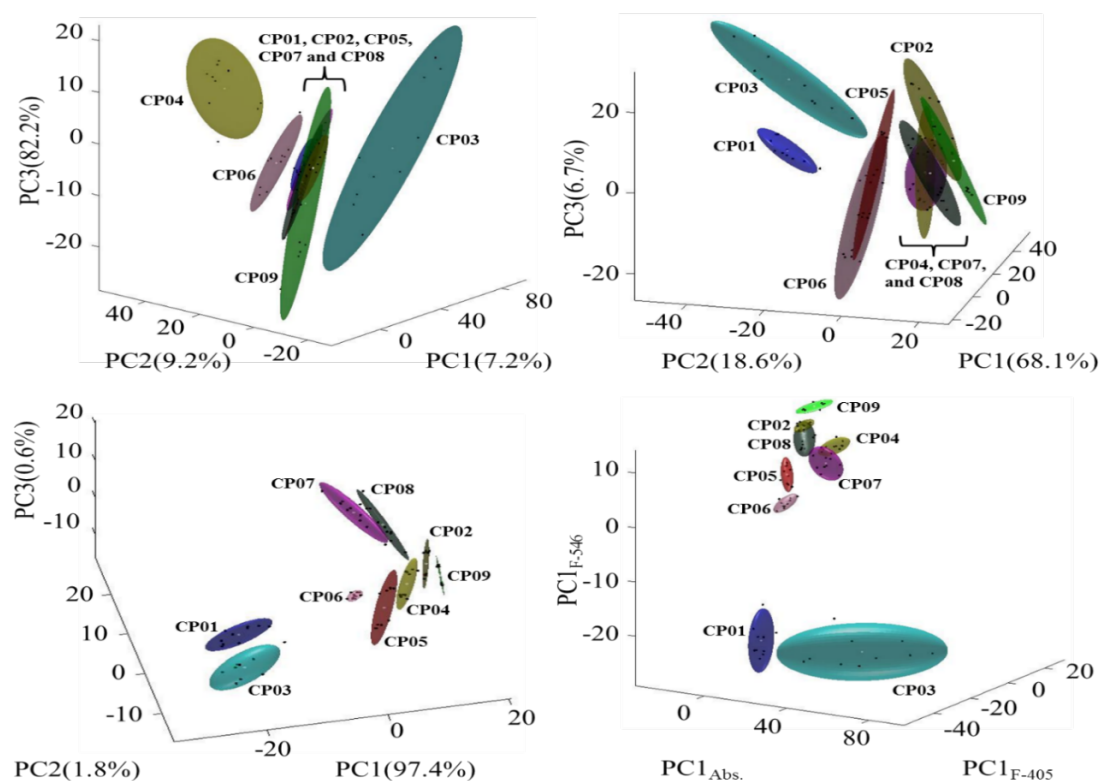 20
10
0
-10
-20
PC3(82.2%)
CP01, CP02, CP05,
CP07 and CP08
CP04
CP03
CP06
CP09
40
20
0
-20
0
40
80
PC2(9.2%)
PC1(7.2%)
20
0
-20
PC3(6.7%)
CP02
CP03
CP05
CP01
CP09
CP06
CP04, CP07,
and CP08
-40
-20
0
20
-20
0
20
40
PC2(18.6%)
PC1(68.1%)
20
10
0
-10
PC3(0.6%)
20
10
0
-10
CP07
CP08
CP02
CP09
CP06
CP04
CP05
CP01
CP03
-20
0
20
PC2(1.8%)
PC1(97.4%)
10
0
-10
-20
PC1F-546
CP09
CP02
CP08
CP04
CP05
CP07
CP06
CP01
CP03
0
40
80
-40
-20
0
20
PC1Abs.
PC1F-405